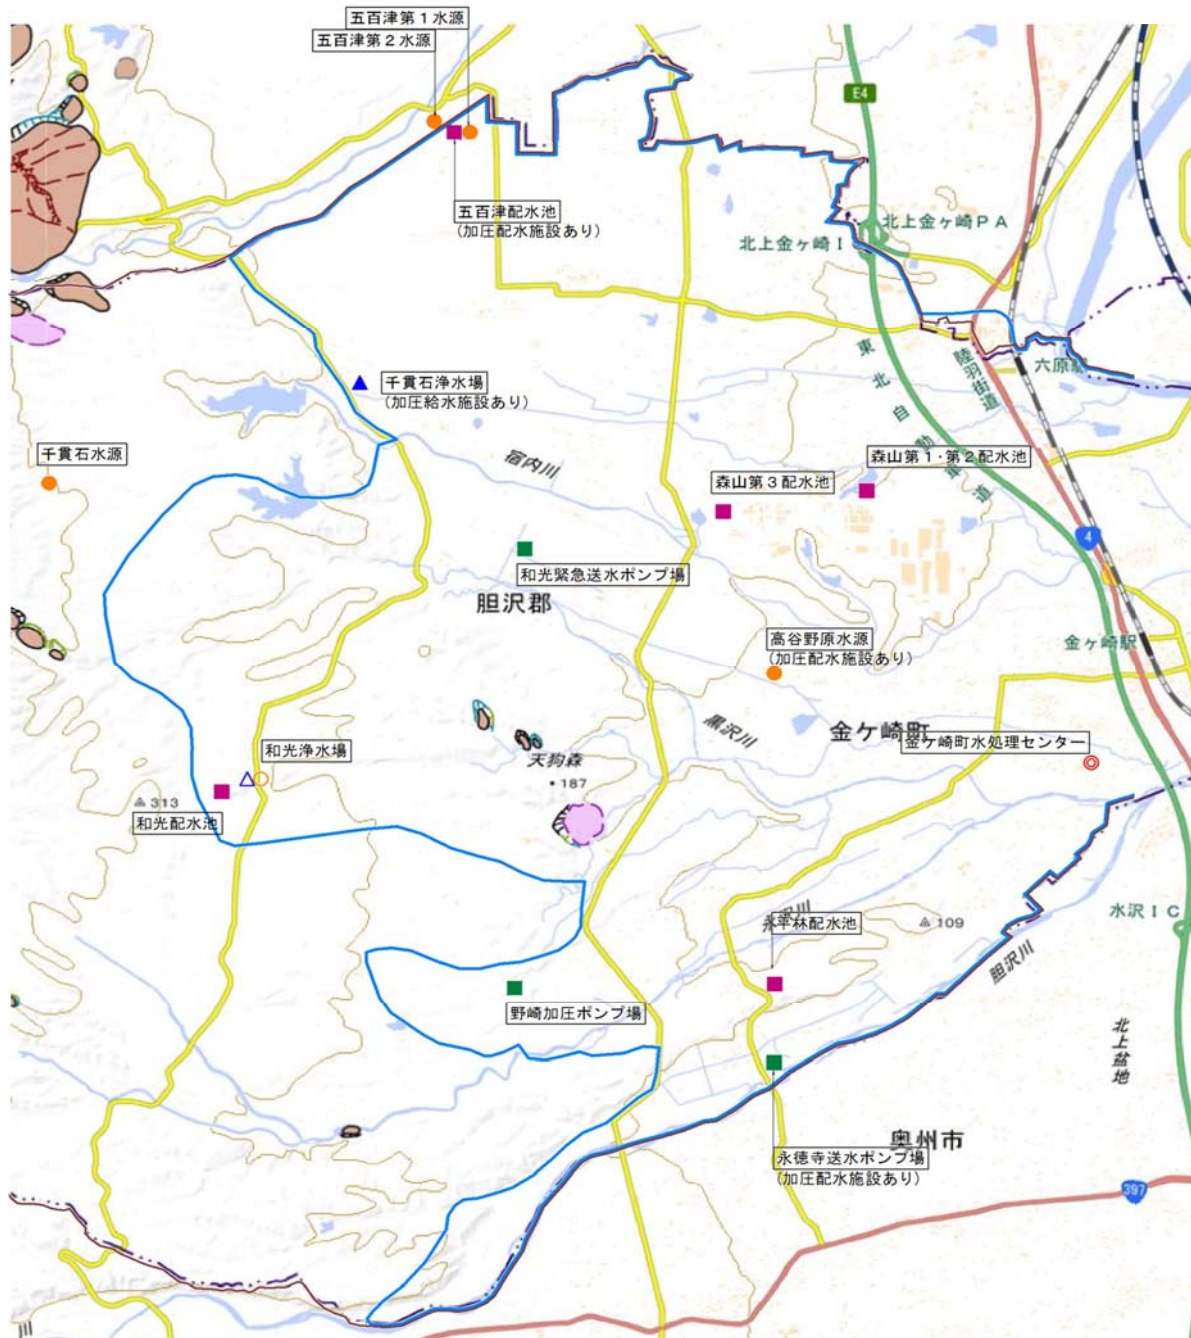 五百津第1水源
五百津第2水源
E4
五百津配水池
(加圧配水施設あり)
北上金ヶ崎PA
北上金ヶ崎I
東北自動車道
陸羽街道
六原駅
千貫石浄水場
(加圧給水施設あり)
千貫石水源
宿内川
森山第1・第2配水池
森山第3配水池
4
和光緊急送水ポンプ場
胆沢郡
高谷野原水源
(加圧配水施設あり)
金ケ崎駅
黒沢川
金ケ崎町
金ケ崎町水処理センター
和光浄水場
天狗森
187
313
和光配水池
永沢川
平林配水池
109
水沢IC
胆沢川
野崎加圧ポンプ場
北上盆地
奥州市
永徳寺送水ポンプ場
(加圧配水施設あり)
397
川